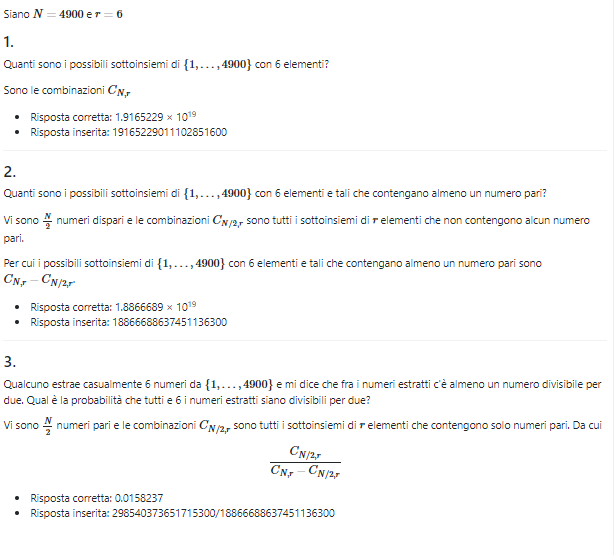 Siano N = 4900 e r = 6
1.
Quanti sono i possibili sottoinsiemi di {1, . . . , 4900} con 6 elementi?
Sono le combinazioni C_{N,r}
• Risposta corretta: 1.9165229 × 10^{19}
• Risposta inserita: 19165229011102851600
2.
Quanti sono i possibili sottoinsiemi di {1, . . . , 4900} con 6 elementi e tali che contengano almeno un numero pari?
Vi sono \frac{N}{2} numeri dispari e le combinazioni C_{N/2,r} sono tutti i sottoinsiemi di r elementi che non contengono alcun numero
pari.
Per cui i possibili sottoinsiemi di {1, . . . , 4900} con 6 elementi e tali che contengano almeno un numero pari sono
C_{N,r} − C_{N/2,r}.
• Risposta corretta: 1.8866689 × 10^{19}
• Risposta inserita: 18866688637451136300
3.
Qualcuno estrae casualmente 6 numeri da {1, . . . , 4900} e mi dice che fra i numeri estratti c'è almeno un numero divisibile per
due. Qual è la probabilità che tutti e 6 i numeri estratti siano divisibili per due?
Vi sono \frac{N}{2} numeri pari e le combinazioni C_{N/2,r} sono tutti i sottoinsiemi di r elementi che contengono solo numeri pari. Da cui
\frac{C_{N/2,r}}{C_{N,r} − C_{N/2,r}}
• Risposta corretta: 0.0158237
• Risposta inserita: 298540373651715300/18866688637451136300